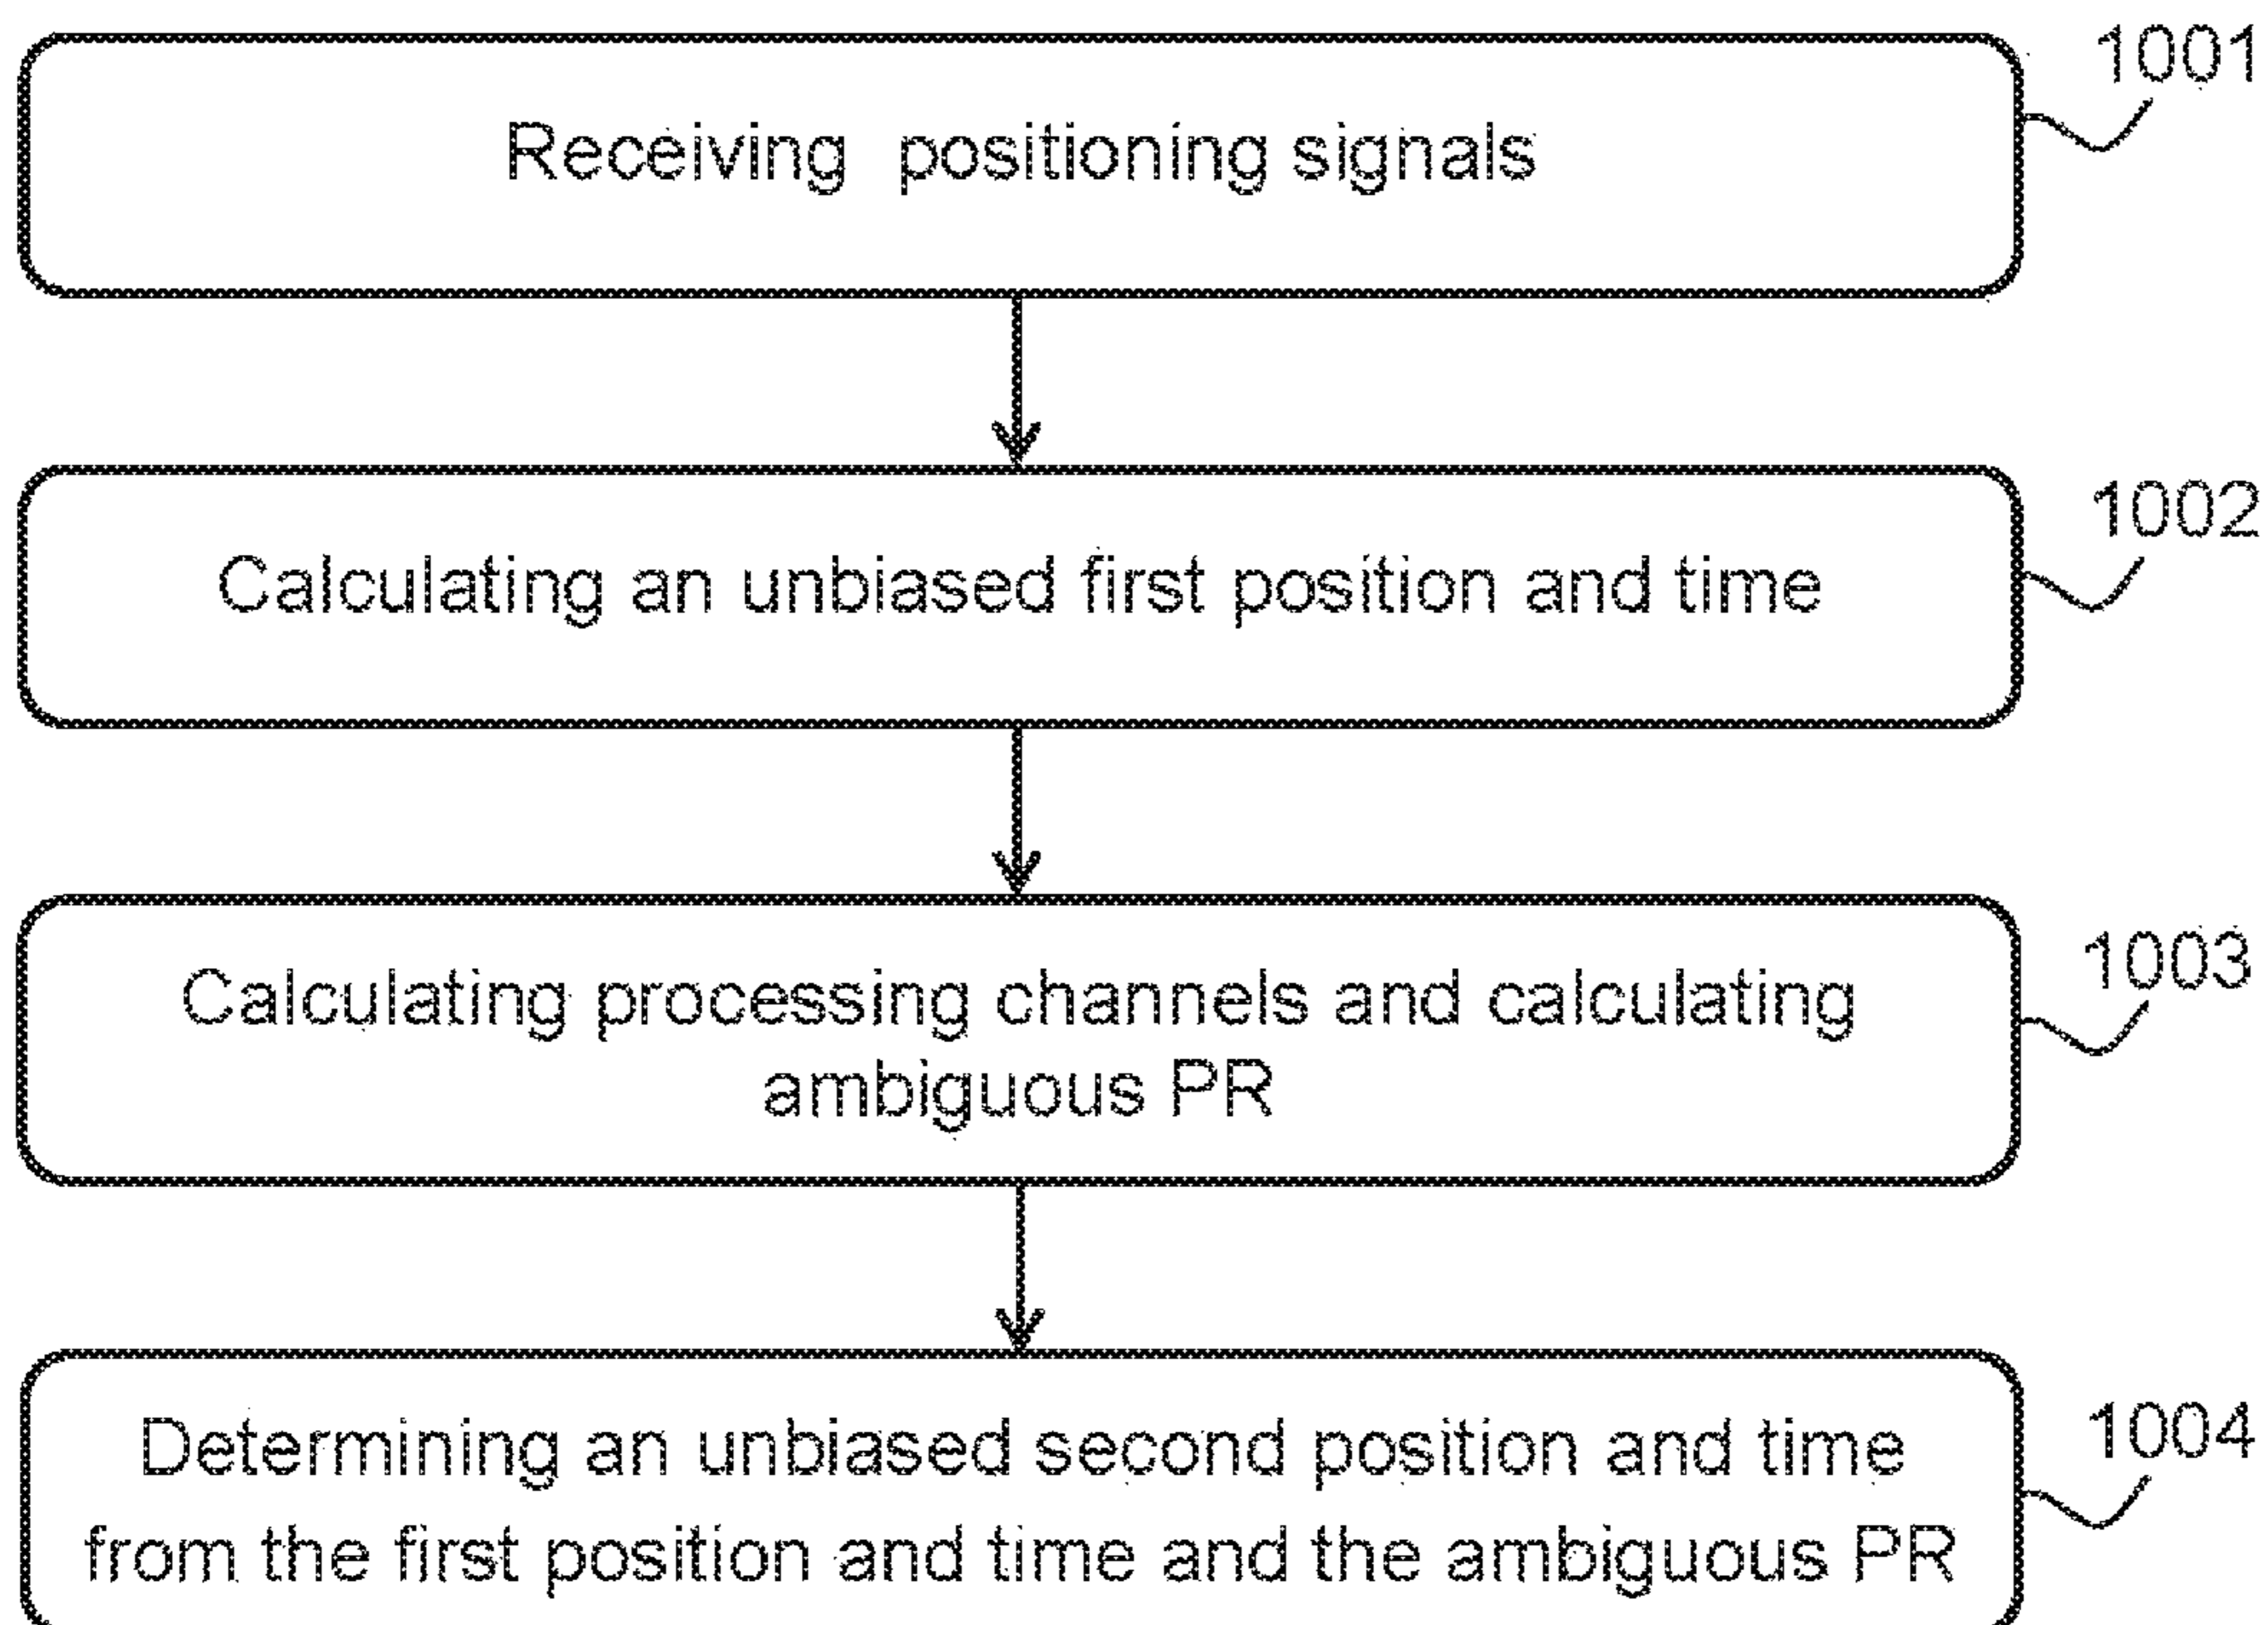 1001
Receiving positioning signals
1002
Calculating an unbiased first position and time
1003
Calculating processing channels and calculating
ambiguous PR
1004
Determining an unbiased second position and time
from the first position and time and the ambiguous PR